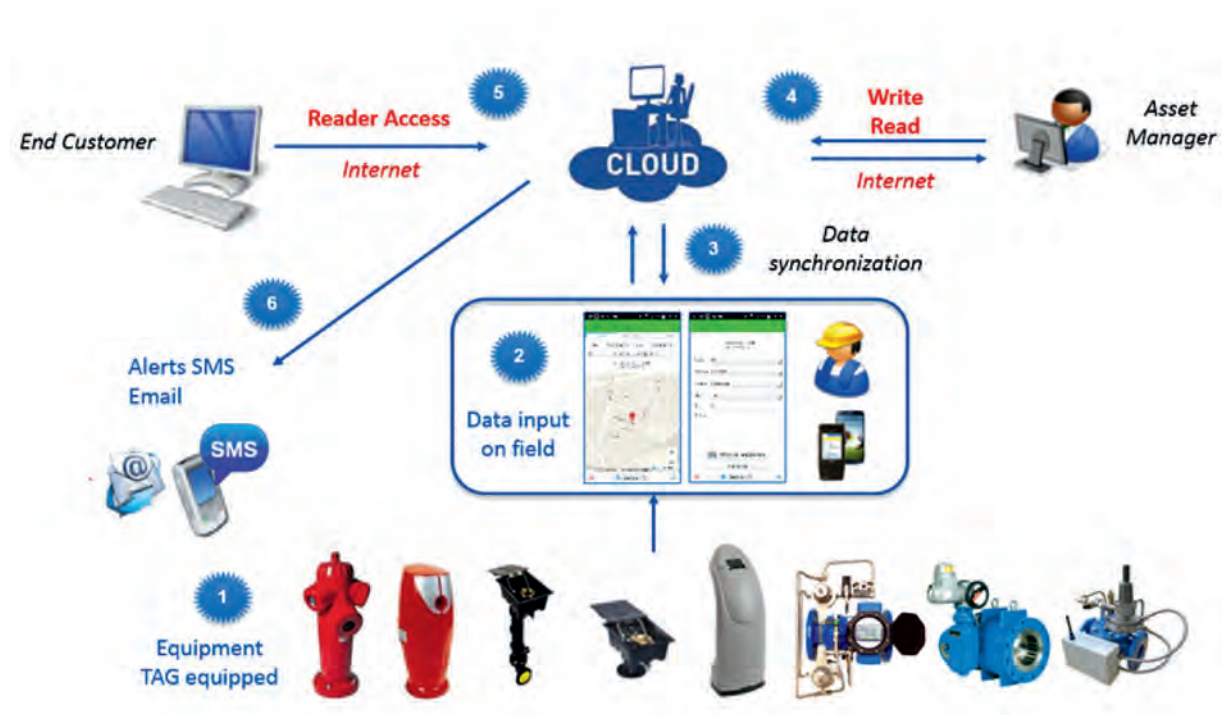 5
4
End Customer
Reader Access
Internet
CLOUD
Write
Read
Internet
Asset
Manager
3
Data
synchronization
6
Alerts SMS
Email
@
SMS
2
Data input
on field
1
Equipment
TAG equipped